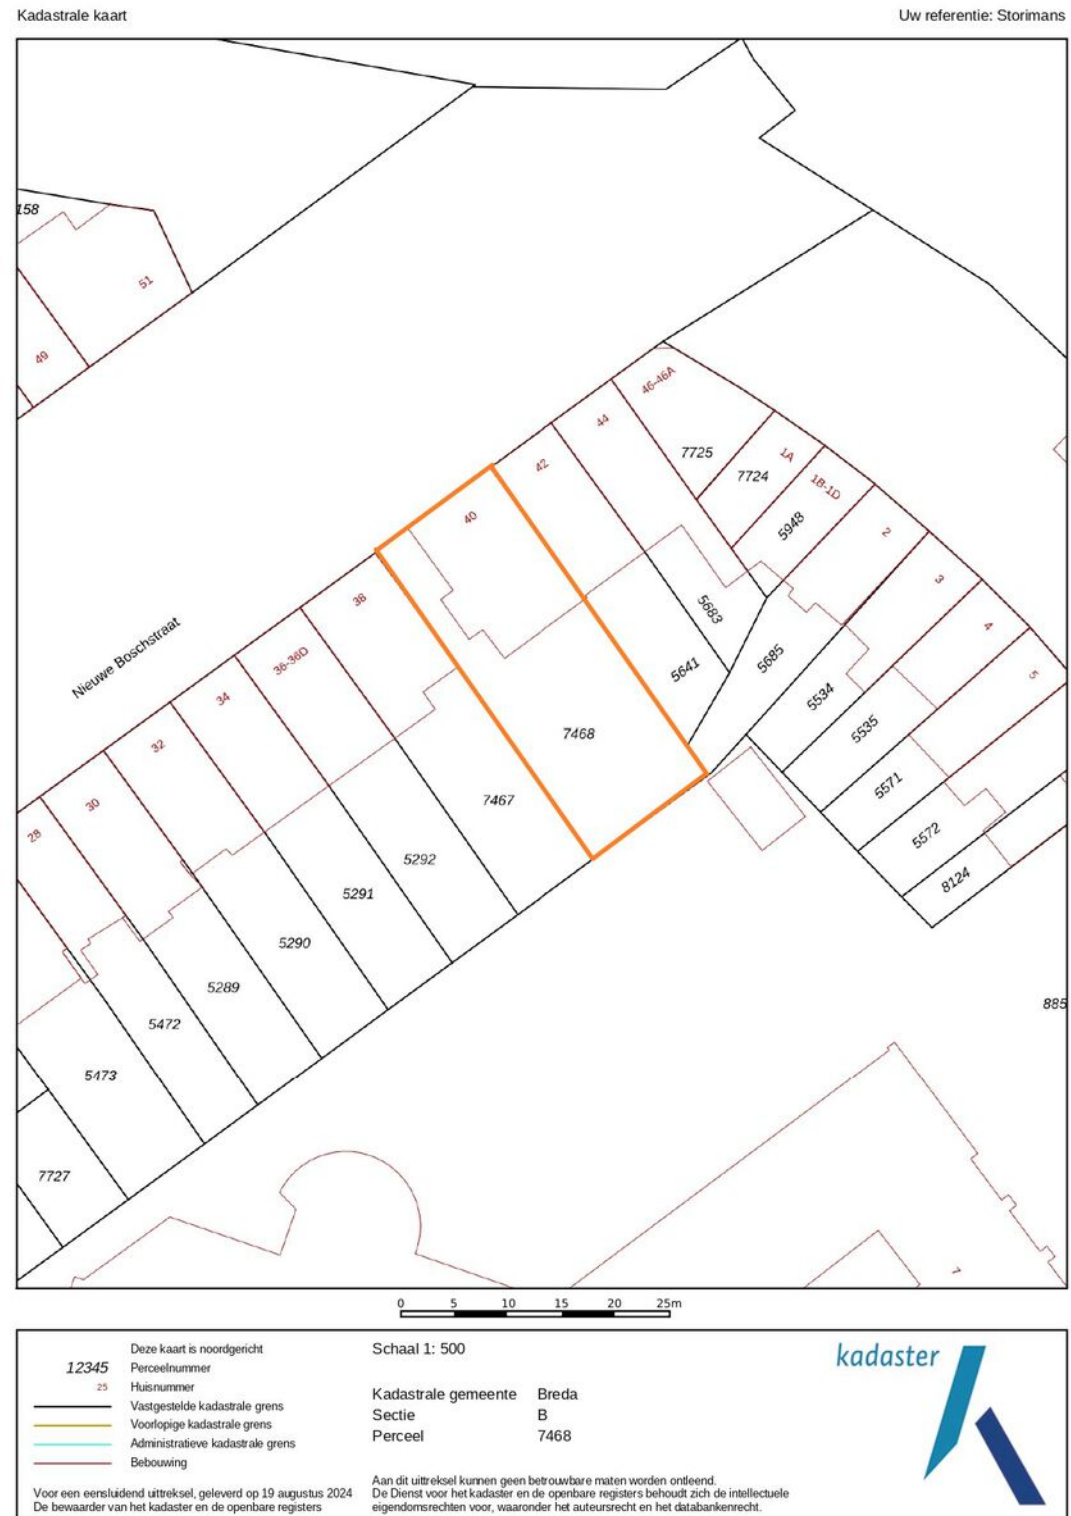 Kadastrale kaart
Uw referentie: Storimans
158
51
49
46-46A
44
42
7725
1A
7724
1B-1D
5948
2
3
4
5
40
38
36-36D
34
32
30
28
Nieuwe Boschstraat
5683
5685
5641
5534
5535
5571
5572
8124
7468
7467
5292
5291
5290
5289
5472
5473
7727
885
7
0 5 10 15 20 25m
Deze kaart is noordgericht
12345 Perceelnummer
25 Huisnummer
Vastgestelde kadastrale grens
Voorlopige kadastrale grens
Administratieve kadastrale grens
Bebouwing
Voor een eensluidend uittreksel, geleverd op 19 augustus 2024
De bewaarder van het kadaster en de openbare registers
Schaal 1: 500
Kadastrale gemeente Breda
Sectie B
Perceel 7468
Aan dit uittreksel kunnen geen betrouwbare maten worden ontleend.
De Dienst voor het kadaster en de openbare registers behoudt zich de intellectuele
eigendomsrechten voor, waaronder het auteursrecht en het databankenrecht.
kadaster